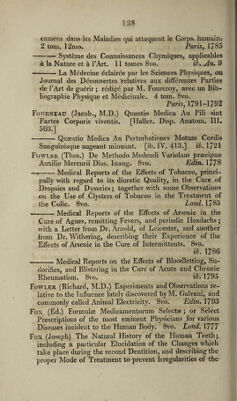 138
ennens dans les Maladies qui attaquent le Corps humain.
2 tom. 12mo. Paris, 1785
—— Système des Connaissances Chymiques, applicables
à la Nature et à l'Art. 11 tomes 8vo. ib. An. 9
—— La Médecine éclairée par les Sciences Physiques, ou
Journal des Découvertes relatives aux différentes Parties
de l'Art de guérir; rédigé par M. Fourcroy, avec un Bib-
liographie Physique et Médicinale. 4 tom. 8vo.
Paris, 1791-1792
FOURNEAU (Jacob., M.D.) Quæstio Medica An Pili sint
Partes Corporis viventis. [Haller. Disp. Anatom. III.
503.]
—— Quæstio Medica An Perturbationes Motum Cordis
Sanguinisque augeant minuant. [ib. IV. 413.] ib. 1721
FOWLER (Thos.) De Methodo Medendi Variolam præcipue
Auxilio Mercurii Diss. Inaug. 8vo. Edin. 1778
—— Medical Reports of the Effects of Tobacco, princi-
pally with regard to its diuretic Quality, in the Cure of
Dropsies and Dysuries; together with some Observations
on the Use of Clysters of Tobacco in the Treatment of
the Colic. 8vo. Lond. 1785
—— Medical Reports of the Effects of Arsenic in the
Cure of Agues, remitting Fevers, and periodic Headachs;
with a Letter from Dr. Arnold, of Leicester, and another
from Dr. Withering, describing their Experience of the
Effects of Arsenic in the Cure of Intermittents. 8vo.
ib. 1786
—— Medical Reports on the Effects of Bloodletting, Su-
dorifics, and Blistering in the Cure of Acute and Chronic
Rheumatism. 8vo. ib. 1795
FOWLER (Richard, M.D.) Experiments and Observations re-
lative to the Influence lately discovered by M. Galvani, and
commonly called Animal Electricity. 8vo. Edin. 1793
FOX (Ed.) Formulæ Medicamentorum Selectæ; or Select
Prescriptions of the most eminent Physicians for various
Diseases incident to the Human Body. 8vo. Lond. 1777
FOX (Joseph) The Natural History of the Human Teeth;
including a particular Elucidation of the Changes which
take place during the second Dentition, and describing the
proper Mode of Treatment to prevent Irregularities of the